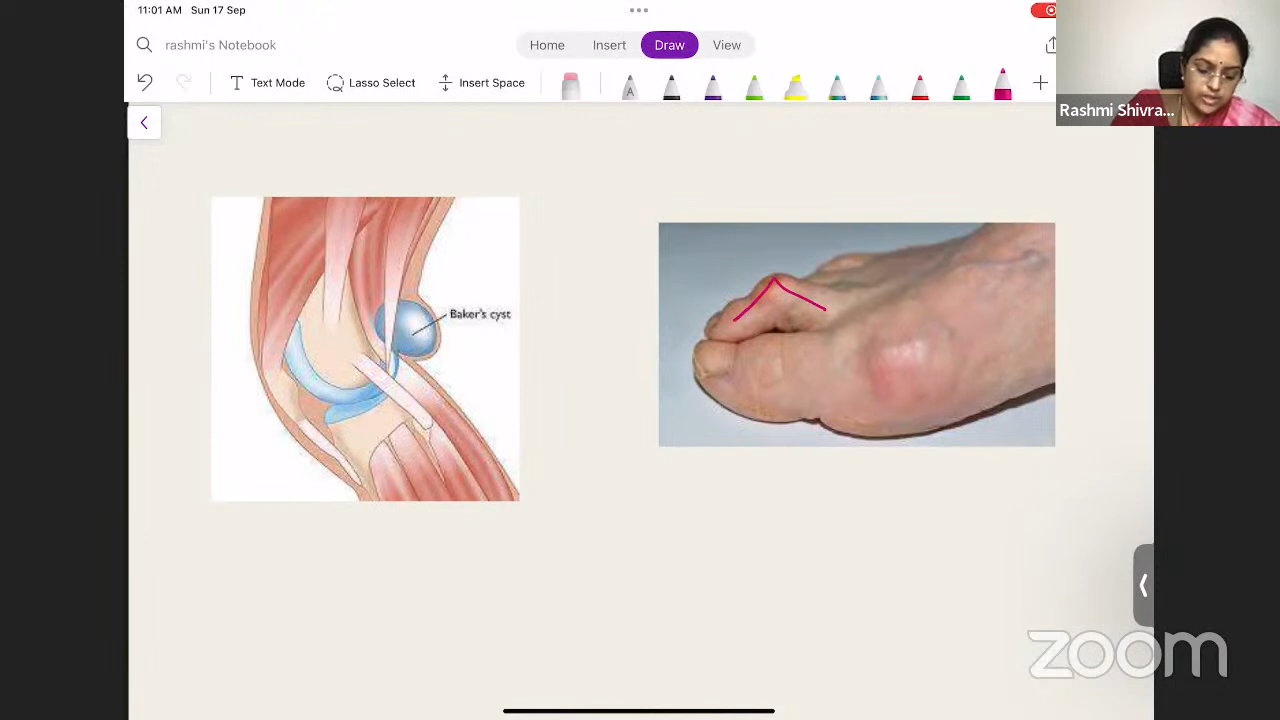 11:01 AM Sun 17 Sep
rashmi's Notebook
Home Insert Draw View
Text Mode Lasso Select Insert Space
A
Rashmi Shivra...
Baker's cyst
zoom